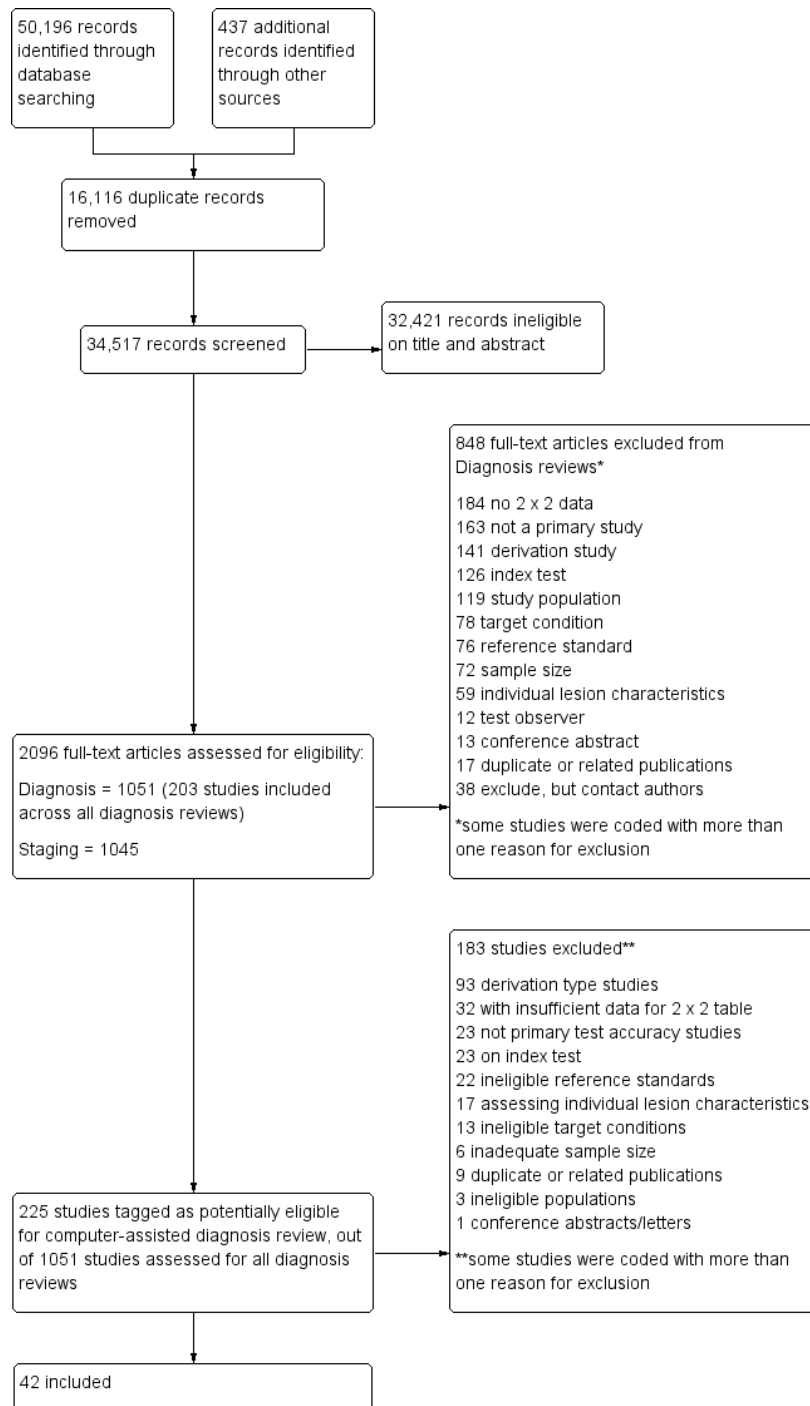 50,196 records
identified through
database
searching
437 additional
records identified
through other
sources
16,116 duplicate records
removed
34,517 records screened
32,421 records ineligible
on title and abstract
848 full-text articles excluded from
Diagnosis reviews*
184 no 2 x 2 data
163 not a primary study
141 derivation study
126 index test
119 study population
78 target condition
76 reference standard
72 sample size
59 individual lesion characteristics
12 test observer
13 conference abstract
17 duplicate or related publications
38 exclude, but contact authors
*some studies were coded with more than
one reason for exclusion
2096 full-text articles assessed for eligibility:
Diagnosis = 1051 (203 studies included
across all diagnosis reviews)
Staging = 1045
183 studies excluded**
93 derivation type studies
32 with insufficient data for 2 x 2 table
23 not primary test accuracy studies
23 on index test
22 ineligible reference standards
17 assessing individual lesion characteristics
13 ineligible target conditions
6 inadequate sample size
9 duplicate or related publications
3 ineligible populations
1 conference abstracts/letters
**some studies were coded with more than
one reason for exclusion
225 studies tagged as potentially eligible
for computer-assisted diagnosis review, out
of 1051 studies assessed for all diagnosis
reviews
42 included